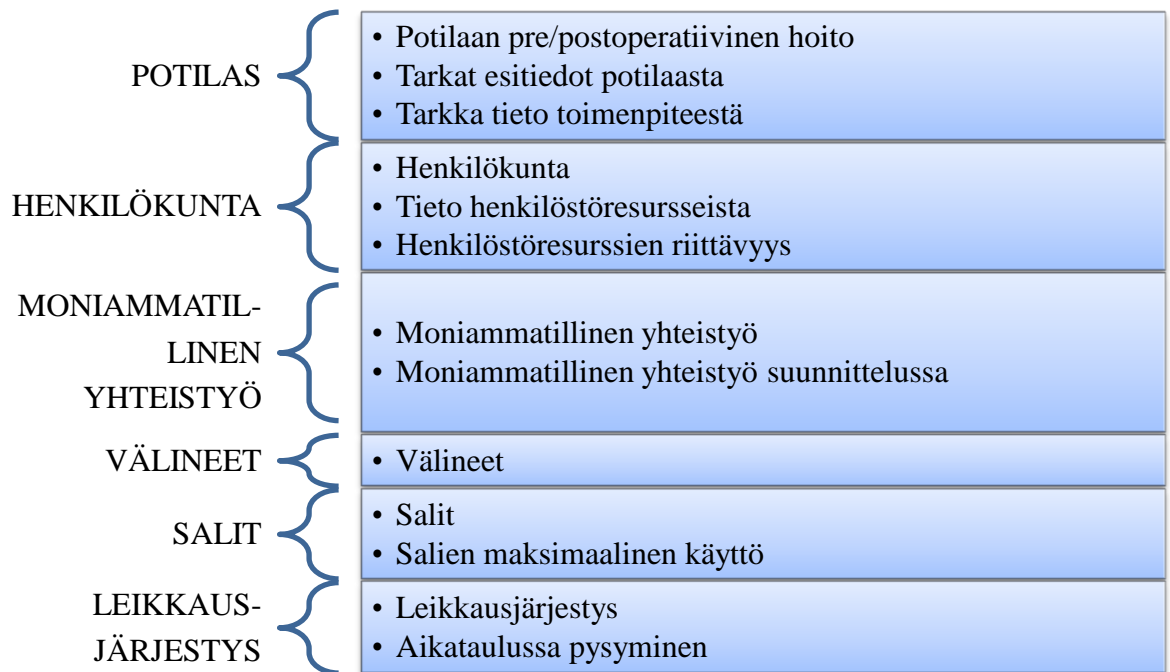 POTILAS
• Potilaan pre/postoperatiivinen hoito
• Tarkat esitiedot potilaasta
• Tarkka tieto toimenpiteestä
HENKILÖKUNTA
• Henkilökunta
• Tieto henkilöstöresursseista
• Henkilöstöresurssien riittävyys
MONIAMMATIL-
LINEN
YHTEISTYÖ
• Moniammatillinen yhteistyö
• Moniammatillinen yhteistyö suunnittelussa
VÄLINEET
• Välineet
SALIT
• Salit
• Salien maksimaalinen käyttö
LEIKKAUS-
JÄRJESTYS
• Leikkausjärjestys
• Aikataulussa pysyminen